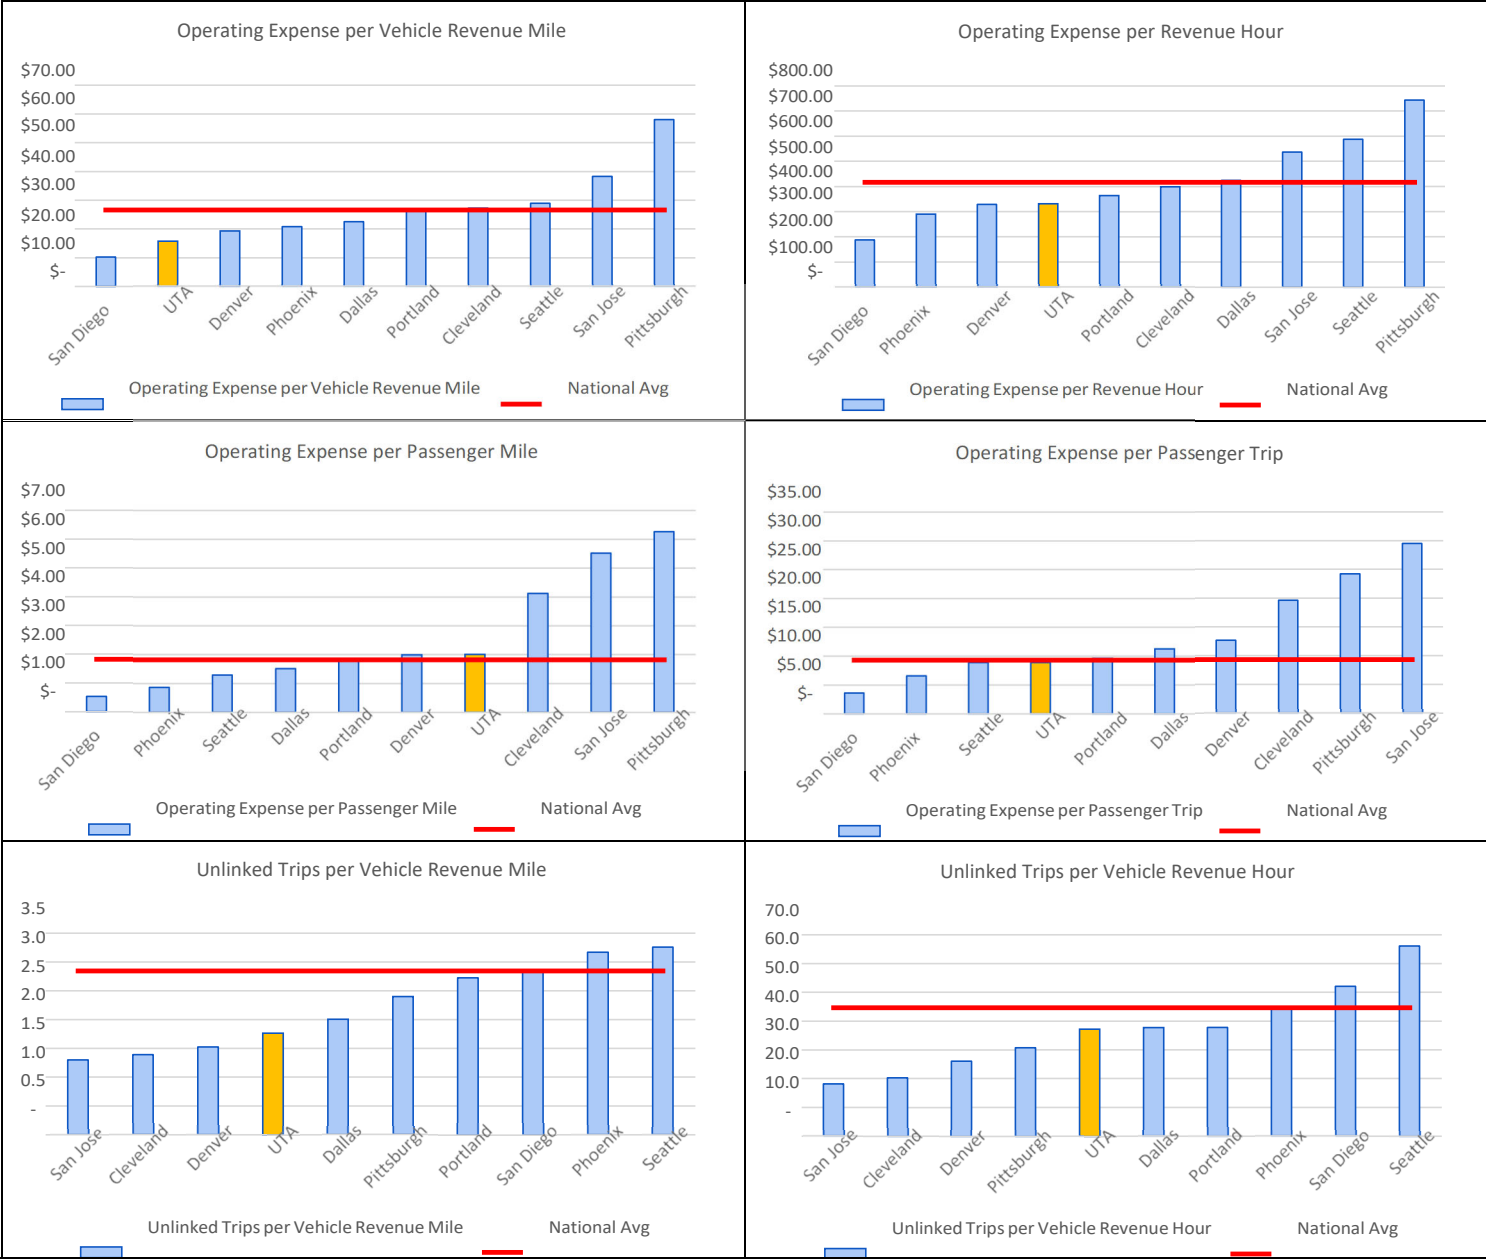 Operating Expense per Vehicle Revenue Mile
$70.00
$60.00
$50.00
$40.00
$30.00
$20.00
$10.00
$-
San Diego
UTA
Denver
Phoenix
Dallas
Portland
Cleveland
Seattle
San Jose
Pittsburgh
Operating Expense per Vehicle Revenue Mile
National Avg
Operating Expense per Revenue Hour
$800.00
$700.00
$600.00
$500.00
$400.00
$300.00
$200.00
$100.00
$-
San Diego
Phoenix
Denver
UTA
Portland
Cleveland
Dallas
San Jose
Seattle
Pittsburgh
Operating Expense per Revenue Hour
National Avg
Operating Expense per Passenger Mile
$7.00
$6.00
$5.00
$4.00
$3.00
$2.00
$1.00
$-
San Diego
Phoenix
Seattle
Dallas
Portland
Denver
UTA
Cleveland
San Jose
Pittsburgh
Operating Expense per Passenger Mile
National Avg
Operating Expense per Passenger Trip
$35.00
$30.00
$25.00
$20.00
$15.00
$10.00
$5.00
$-
San Diego
Phoenix
Seattle
UTA
Portland
Dallas
Denver
Cleveland
Pittsburgh
San Jose
Operating Expense per Passenger Trip
National Avg
Unlinked Trips per Vehicle Revenue Mile
3.5
3.0
2.5
2.0
1.5
1.0
0.5
-
San Jose
Cleveland
Denver
UTA
Dallas
Pittsburgh
Portland
San Diego
Phoenix
Seattle
Unlinked Trips per Vehicle Revenue Mile
National Avg
Unlinked Trips per Vehicle Revenue Hour
70.0
60.0
50.0
40.0
30.0
20.0
10.0
-
San Jose
Cleveland
Denver
Pittsburgh
UTA
Dallas
Portland
Phoenix
San Diego
Seattle
Unlinked Trips per Vehicle Revenue Hour
National Avg